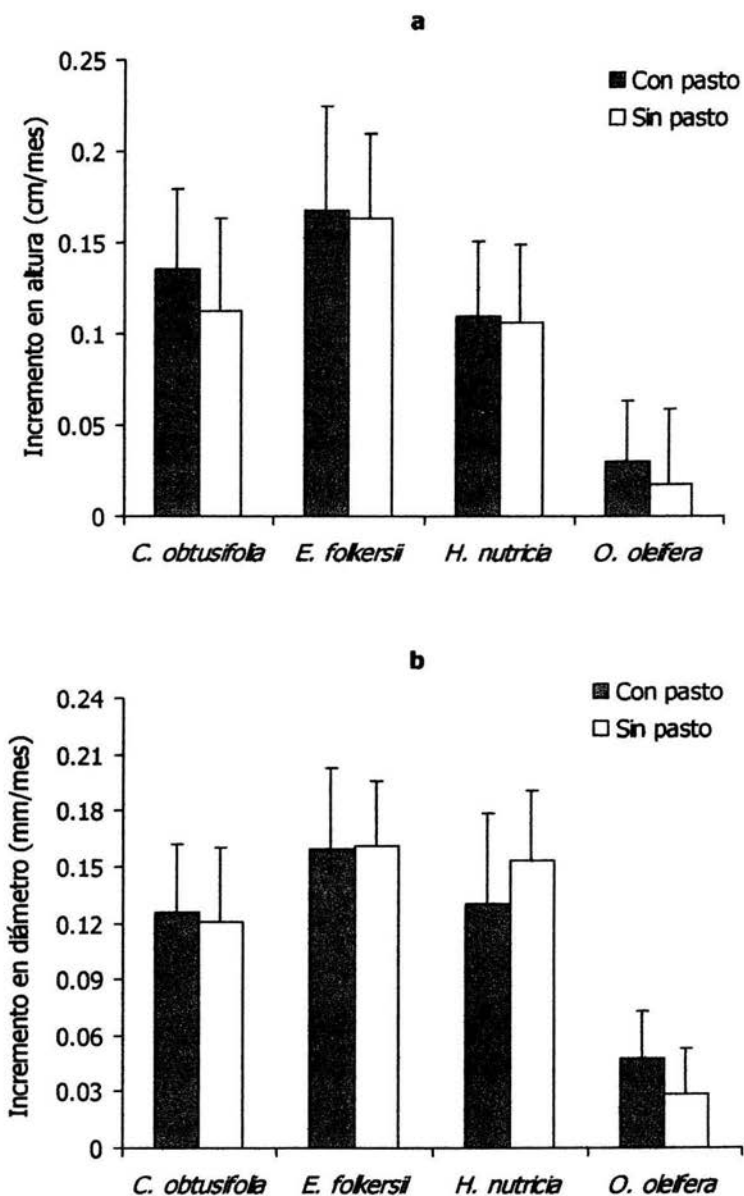 a
0.25
0.2
0.15
0.1
0.05
0
Incremento en altura (cm/mes)
Con pasto
Sin pasto
C. obtusifolia E. folkersii H. nutricia O. oleifera
b
0.24
0.21
0.18
0.15
0.12
0.09
0.06
0.03
0
Incremento en diámetro (mm/mes)
Con pasto
Sin pasto
C. obtusifolia E. folkersii H. nutricia O. oleifera